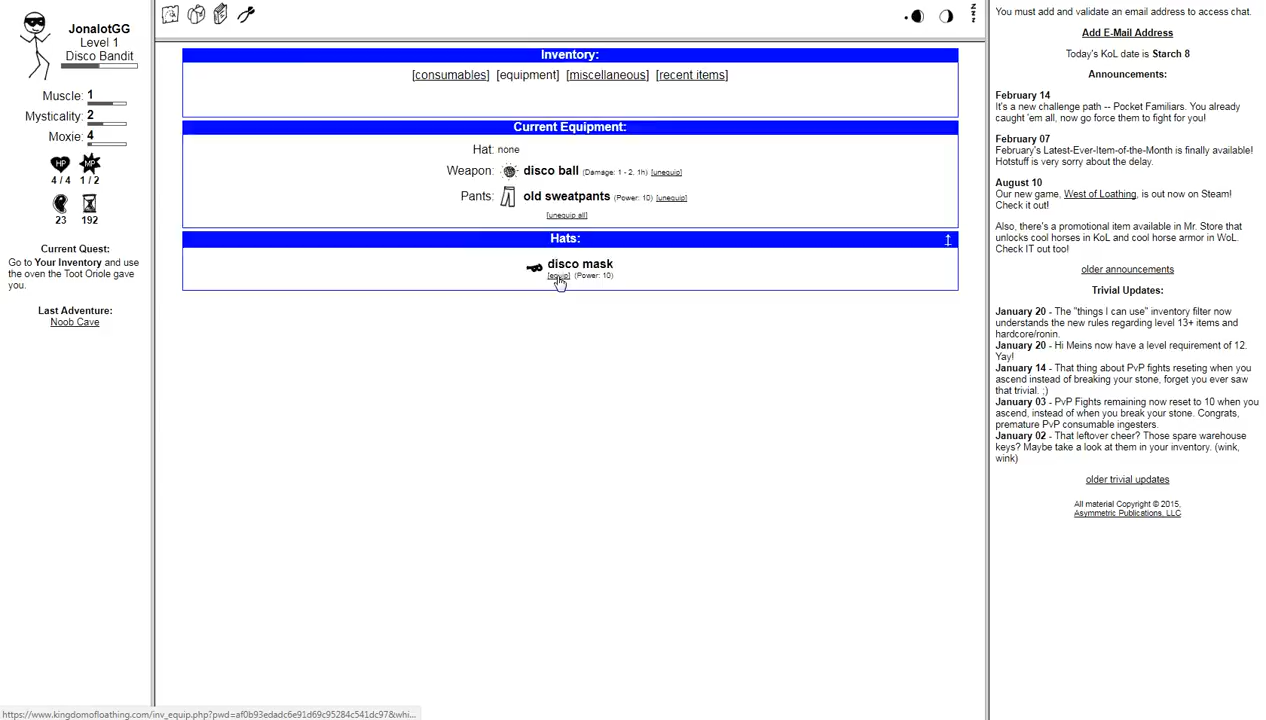 JonalotGG
Level 1
Disco Bandit
Muscle: 1
Mysticality: 2
Moxie: 4
HP
MP
4 / 4
1 / 2
23
192
Current Quest:
Go to Your Inventory and use
the oven the Toot Oriole gave
you.
Last Adventure:
Noob Cave
Inventory:
[consumables] [equipment] [miscellaneous] [recent items]
Current Equipment:
Hat: none
Weapon: disco ball (Damage: 1 - 2, 1h) [unequip]
Pants: old sweatpants (Power: 10) [unequip]
[unequip all]
Hats:
disco mask
[equip] (Power: 10)
Z z z
You must add and validate an email address to access chat.
Add E-Mail Address
Today's KoL date is Starch 8
Announcements:
February 14
It's a new challenge path -- Pocket Familiars. You already
caught 'em all, now go force them to fight for you!
February 07
February's Latest-Ever-Item-of-the-Month is finally available!
Hotstuff is very sorry about the delay.
August 10
Our new game, West of Loathing, is out now on Steam!
Check it out!
Also, there's a promotional item available in Mr. Store that
unlocks cool horses in KoL and cool horse armor in WoL.
Check IT out too!
older announcements
Trivial Updates:
January 20 - The "things I can use" inventory filter now
understands the new rules regarding level 13+ items and
hardcore/ronin.
January 20 - Hi Meins now have a level requirement of 12.
Yay!
January 14 - That thing about PvP fights reseting when you
ascend instead of breaking your stone, forget you ever saw
that trivial. ;)
January 03 - PvP Fights remaining now reset to 10 when you
ascend, instead of when you break your stone. Congrats,
premature PvP consumable ingesters.
January 02 - That leftover cheer? Those spare warehouse
keys? Maybe take a look at them in your inventory. (wink,
wink)
older trivial updates
All material Copyright © 2015,
Asymmetric Publications, LLC
https://www.kingdomofloathing.com/inv_equip.php?pwd=af0b93edadc6e91d69c95284c541dc97&whi...